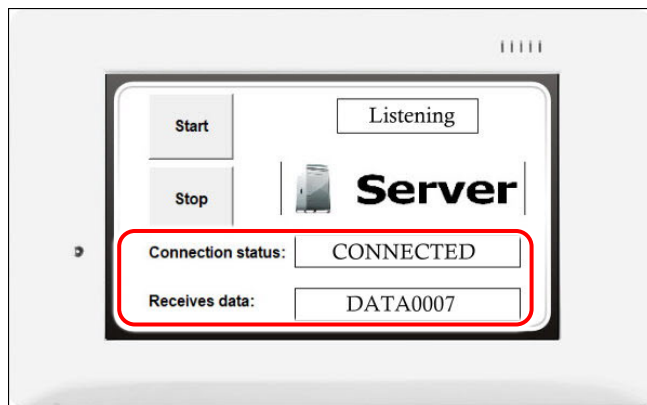 Start
Listening
Stop
Server
Connection status: CONNECTED
Receives data: DATA0007